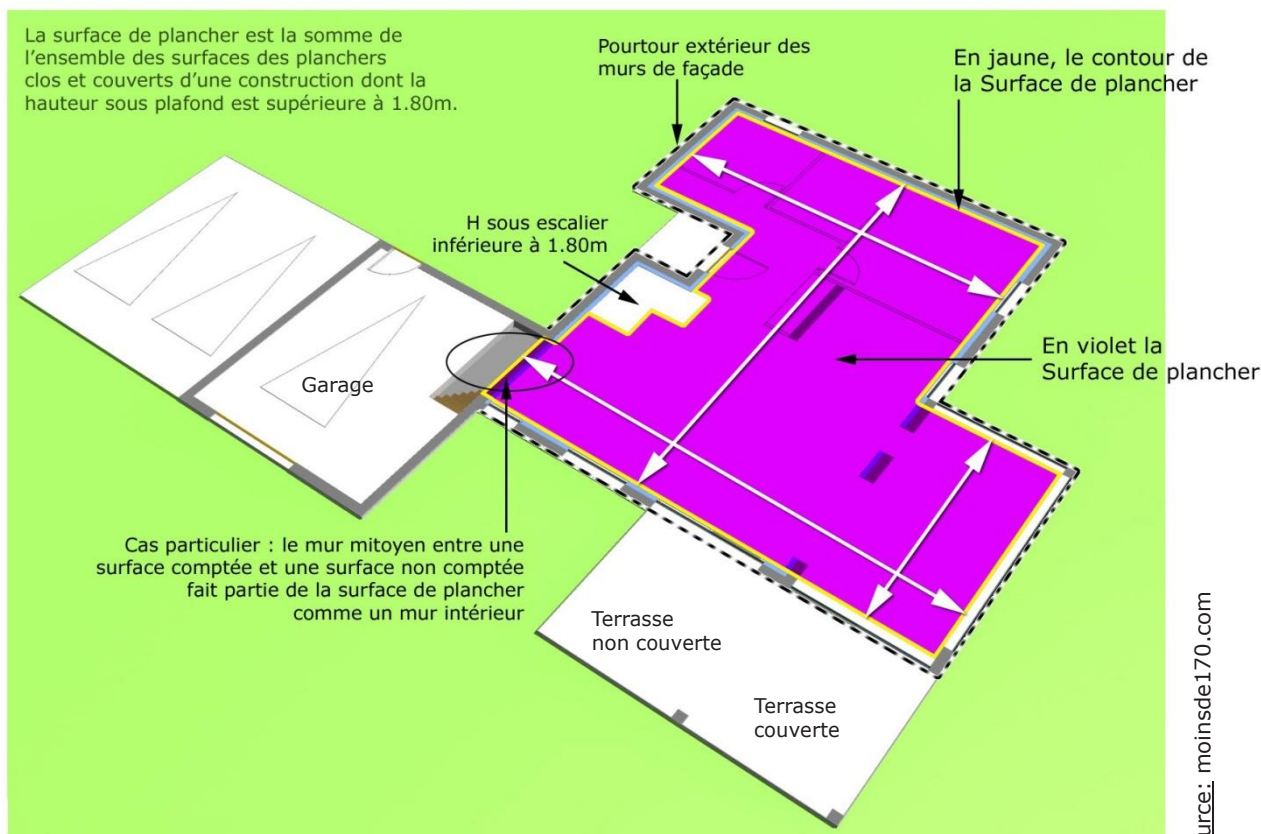 La surface de plancher est la somme de
l'ensemble des surfaces des planchers
clos et couverts d'une construction dont la
hauteur sous plafond est supérieure à 1.80m.
Pourtour extérieur des
murs de façade
En jaune, le contour de
la Surface de plancher
H sous escalier
inférieure à 1.80m
En violet la
Surface de plancher
Garage
Cas particulier : le mur mitoyen entre une
surface comptée et une surface non comptée
fait partie de la surface de plancher
comme un mur intérieur
Terrasse
non couverte
Terrasse
couverte
urce: moinsde170.com